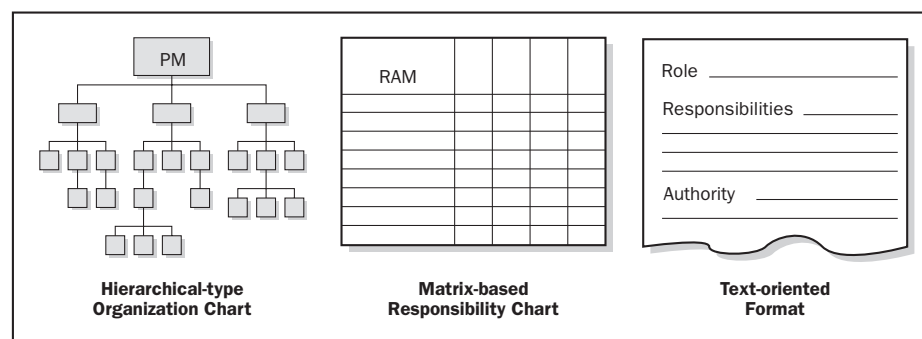 PM
Hierarchical-type
Organization Chart
RAM
Matrix-based
Responsibility Chart
Role
Responsibilities
Authority
Text-oriented
Format